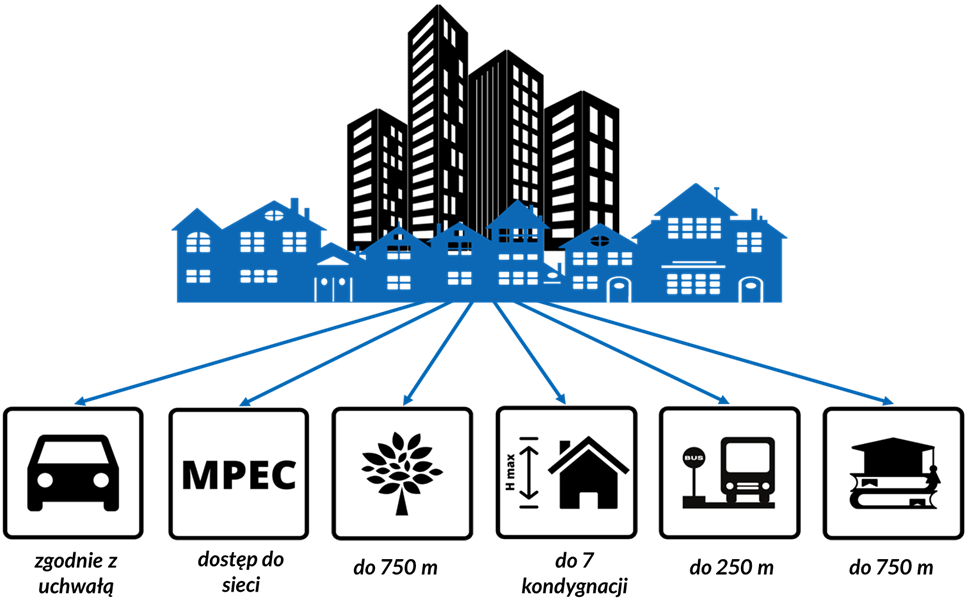 MPEC
H max
BUS
zgodnie z
uchwałą
dostęp do
sieci
do 750 m
do 7
kondygnacji
do 250 m
do 750 m